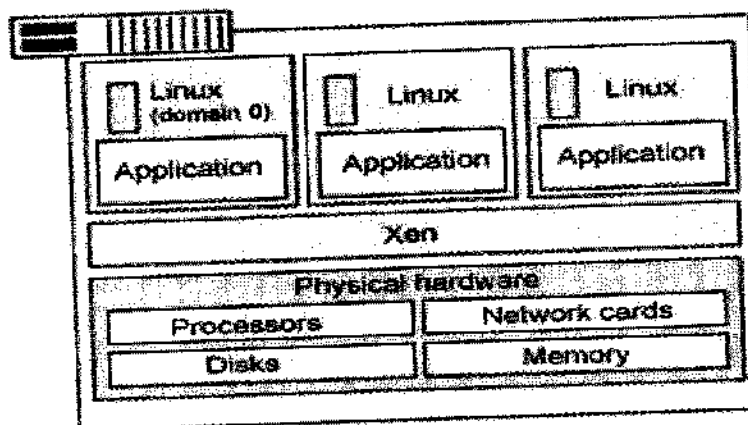 Linux
(domain 0)
Application
Linux
Application
Linux
Application
Xen
Physical hardware
Processors
Network cards
Disks
Memory